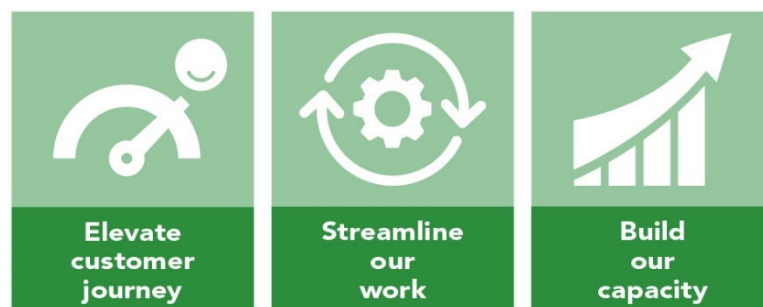 Elevate
customer
journey
Streamline
our
work
Build
our
capacity